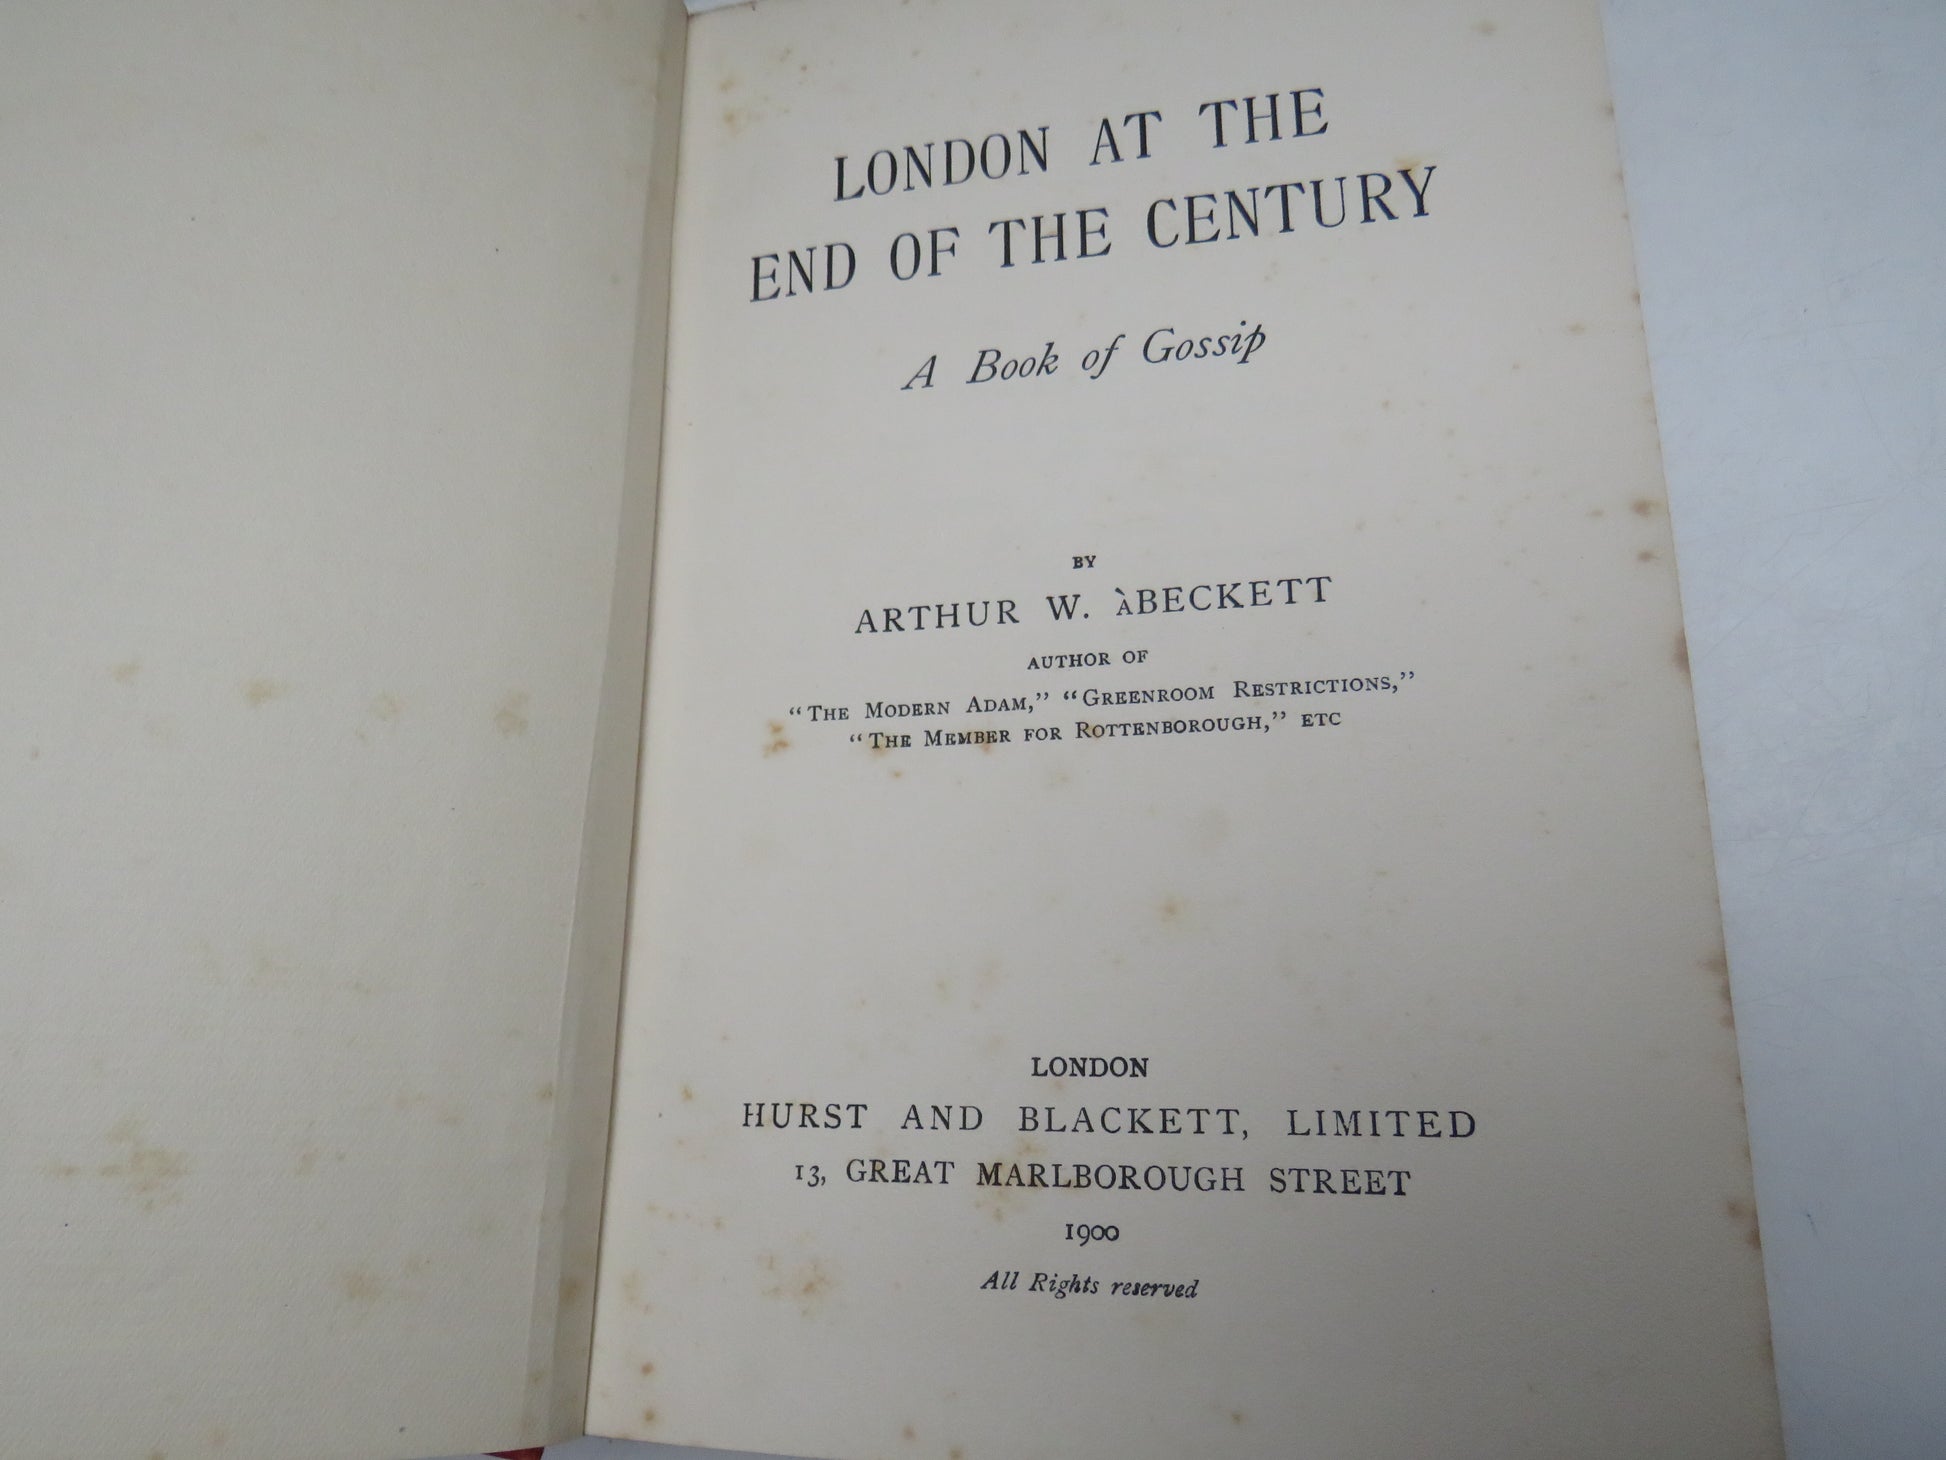 LONDON AT THE
END OF THE CENTURY
A Book of Gossip
BY
ARTHUR W. ÀBECKETT
AUTHOR OF
“THE MODERN ADAM,” “GREENROOM RESTRICTIONS,”
“THE MEMBER FOR ROTTENBOROUGH,” ETC
LONDON
HURST AND BLACKETT, LIMITED
13, GREAT MARLBOROUGH STREET
1900
All Rights reserved